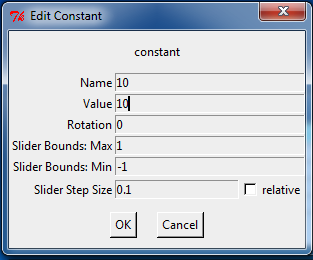 Edit Constant
constant
Name 10
Value 10
Rotation 0
Slider Bounds: Max 1
Slider Bounds: Min -1
Slider Step Size 0.1 relative
OK Cancel